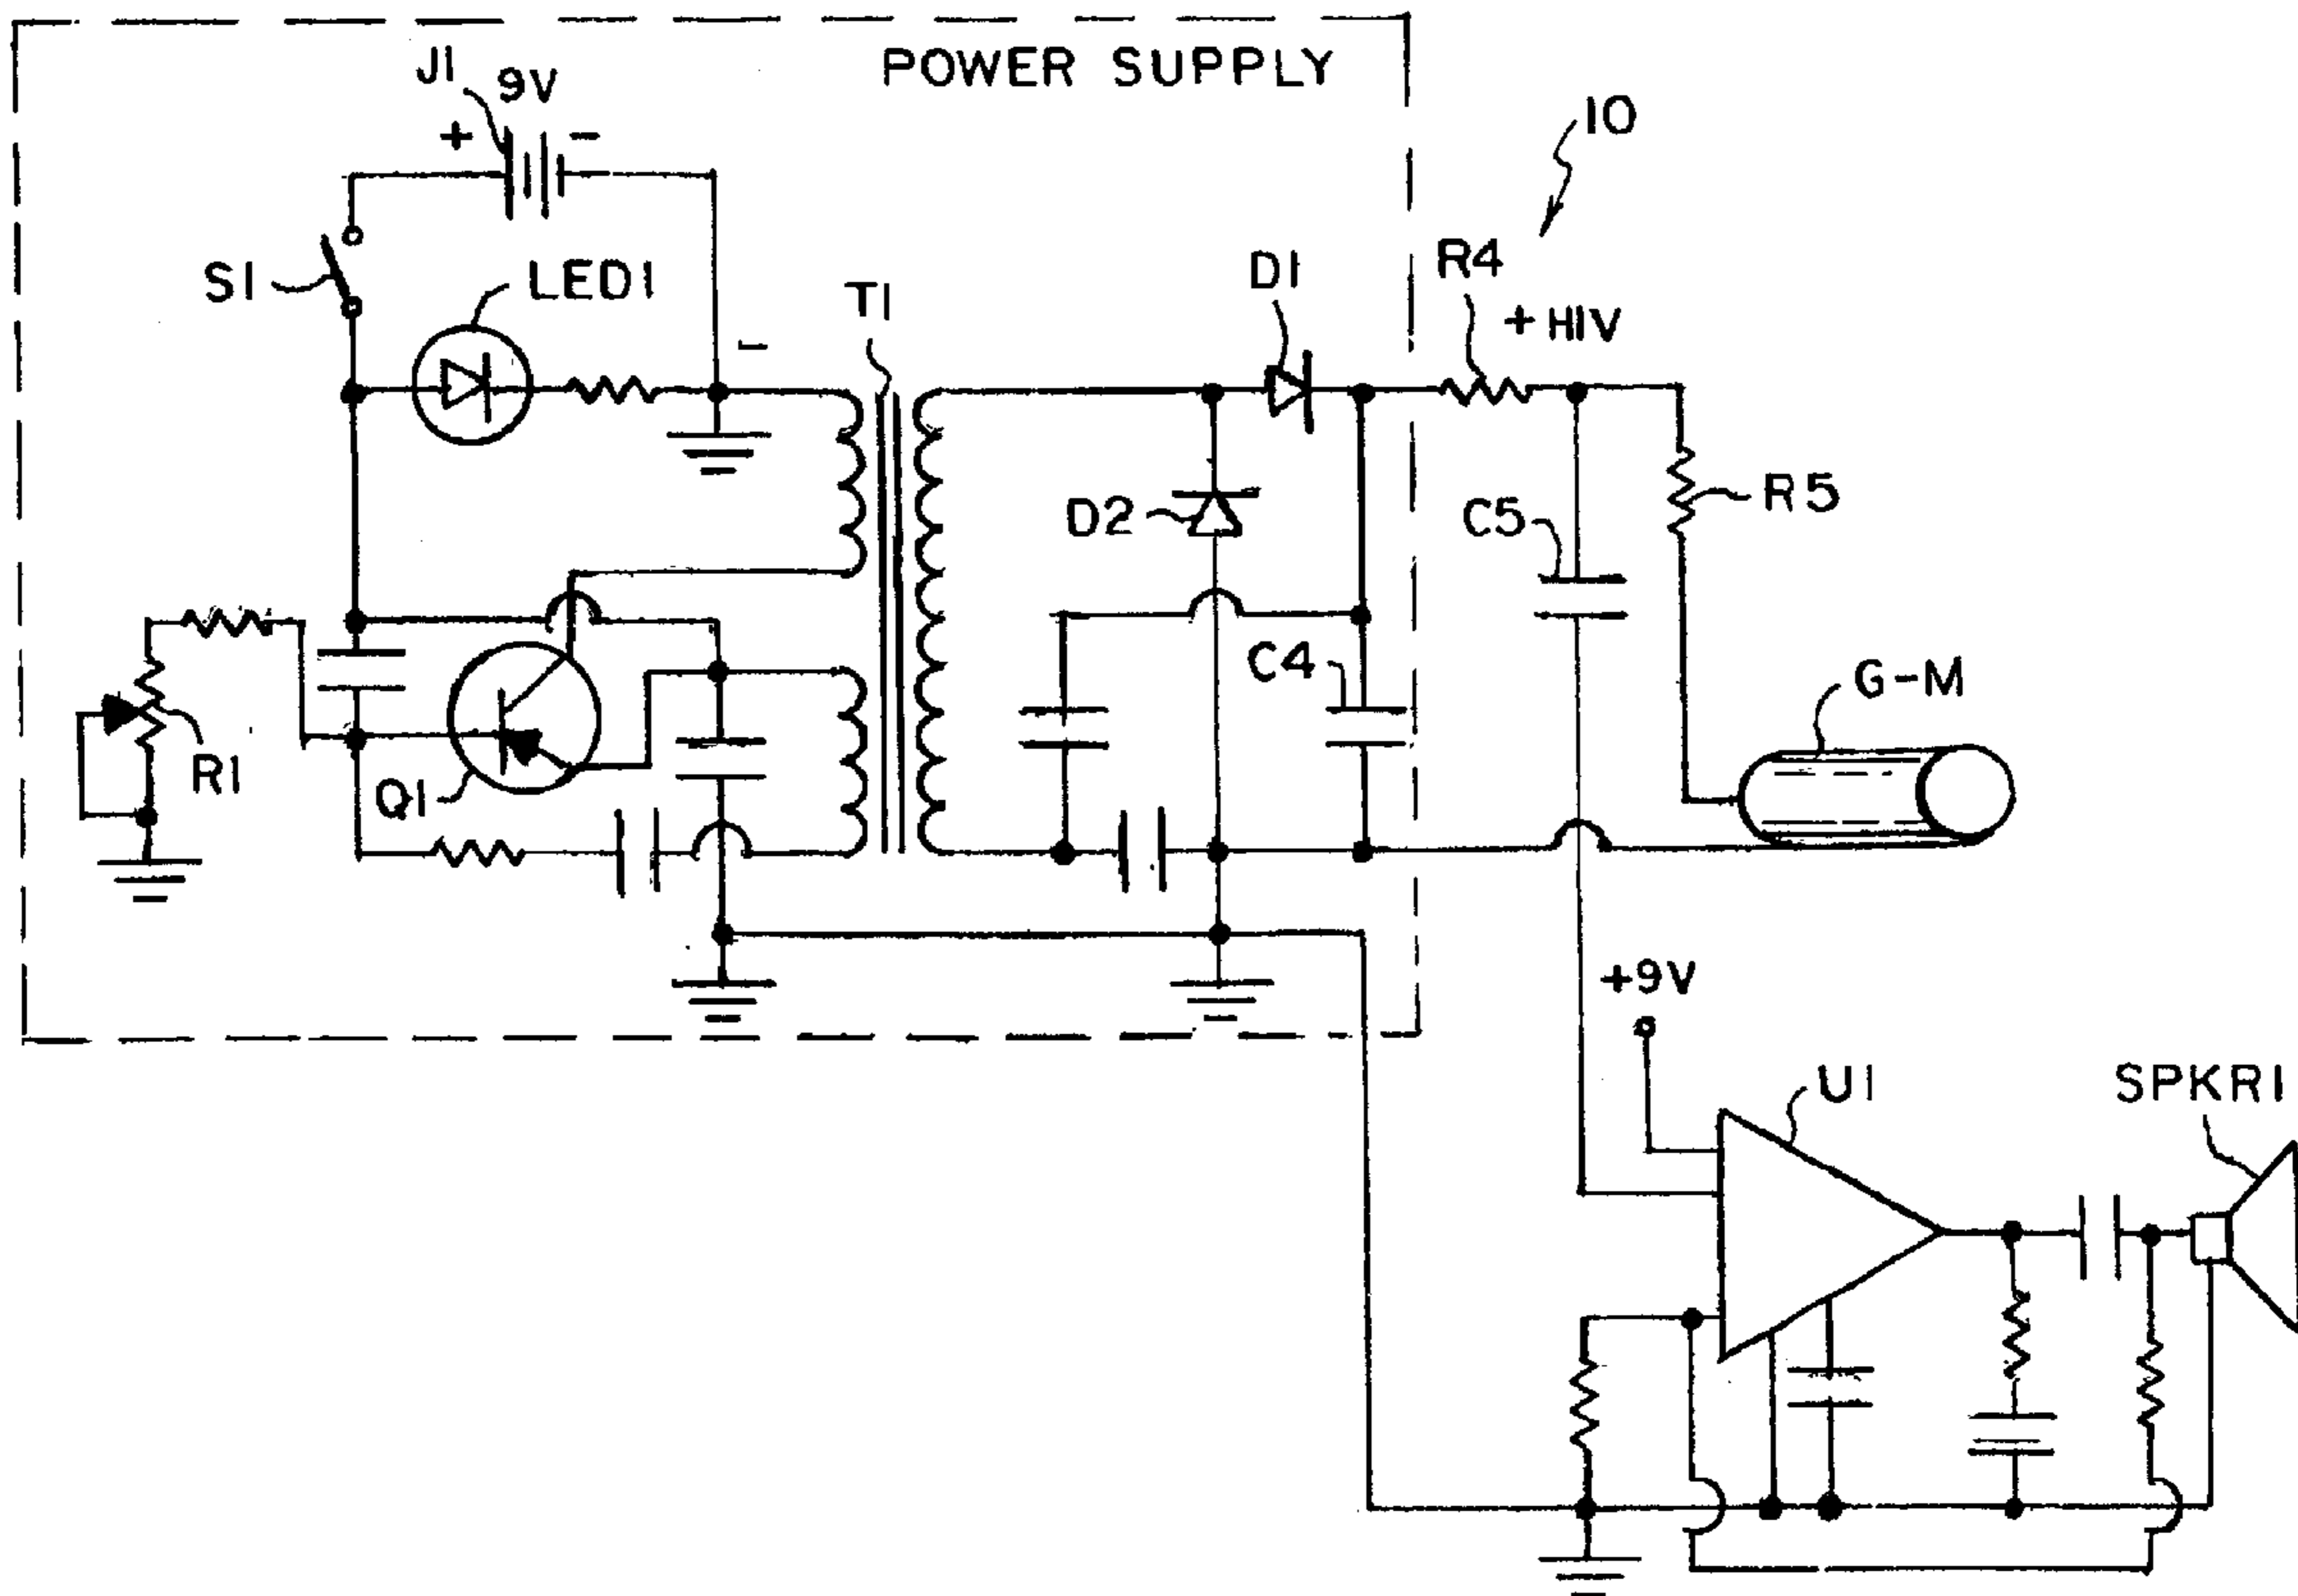 POWER SUPPLY
J1 9V
+ -
10
S1
LED1
T1
-
D1
R4
+ HIV
D2
C5
R5
C4
G-M
R1
Q1
+9V
U1
SPKR1